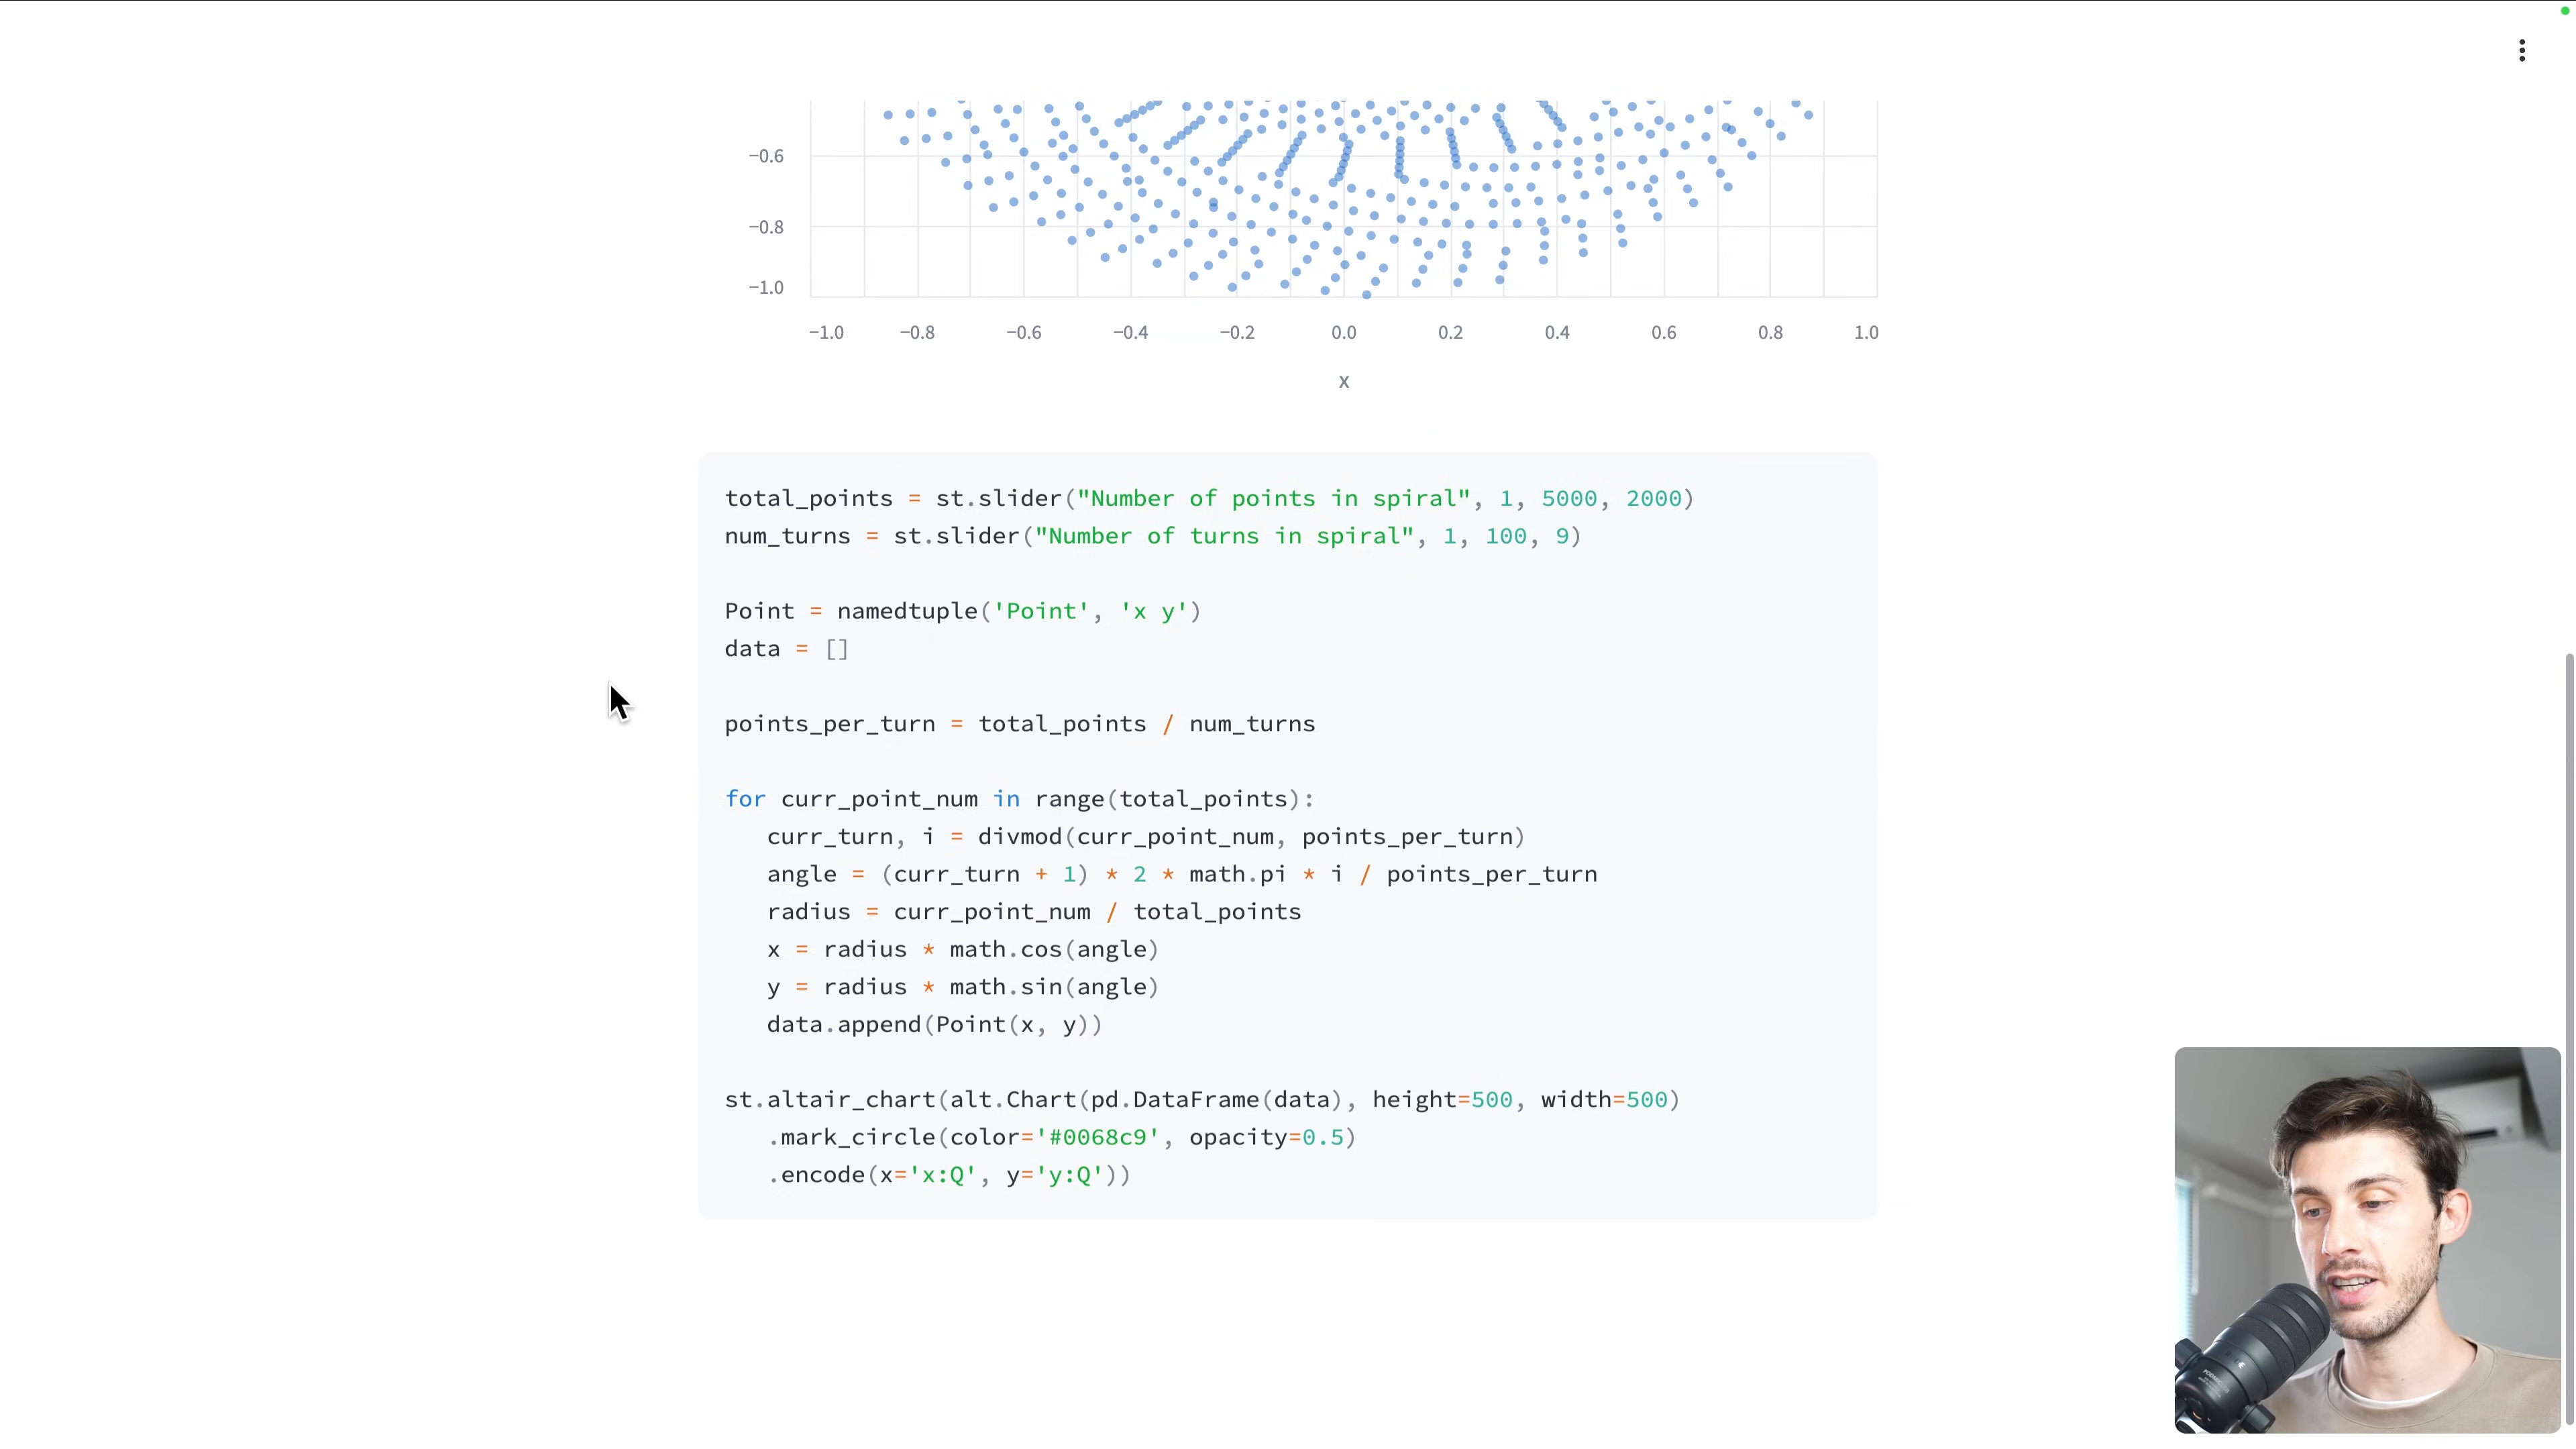 −0.6
−0.8
−1.0
−1.0 −0.8 −0.6 −0.4 −0.2 0.0 0.2 0.4 0.6 0.8 1.0
x
total_points = st.slider("Number of points in spiral", 1, 5000, 2000)
num_turns = st.slider("Number of turns in spiral", 1, 100, 9)
Point = namedtuple('Point', 'x y')
data = []
points_per_turn = total_points / num_turns
for curr_point_num in range(total_points):
curr_turn, i = divmod(curr_point_num, points_per_turn)
angle = (curr_turn + 1) * 2 * math.pi * i / points_per_turn
radius = curr_point_num / total_points
x = radius * math.cos(angle)
y = radius * math.sin(angle)
data.append(Point(x, y))
st.altair_chart(alt.Chart(pd.DataFrame(data), height=500, width=500)
.mark_circle(color='#0068c9', opacity=0.5)
.encode(x='x:Q', y='y:Q'))